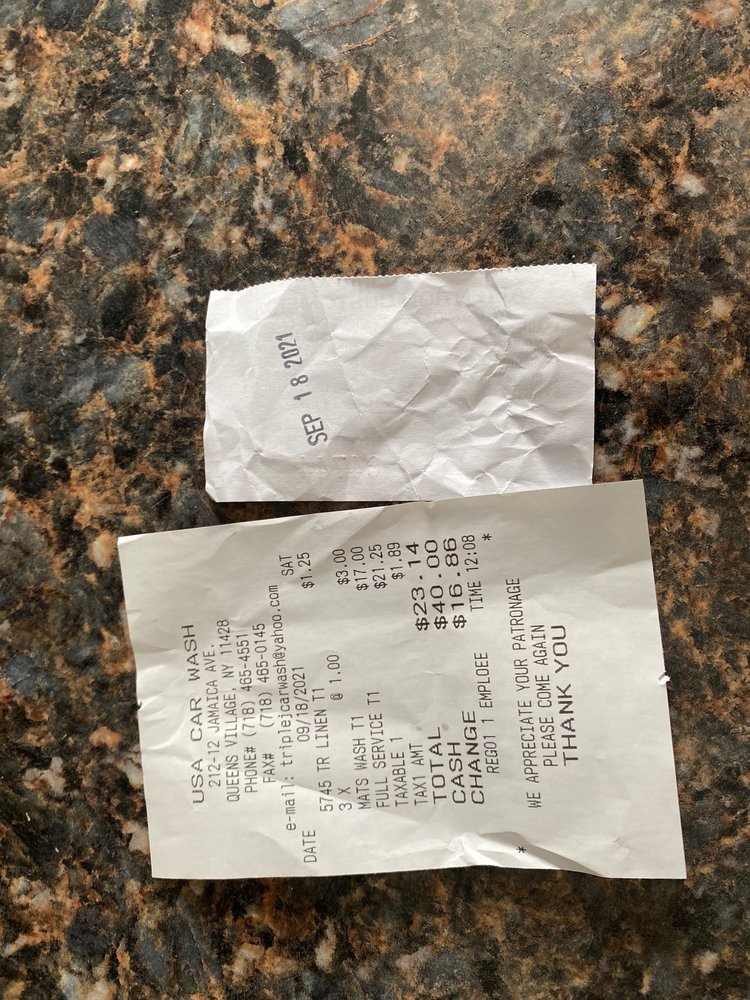 SEP 18 2021
USA CAR WASH
212-12 JAMAICA AVE.
QUEENS VILLAGE, NY 11428
PHONE# (718) 465-4551
FAX# (718) 465-0145
e-mail: triplejcarwash@yahoo.com
DATE 09/18/2021 SAT
5745 TR LINEN T1 $1.25
3 X @ 1.00
MATS WASH T1 $3.00
FULL SERVICE T1 $17.00
TAXABLE 1 $21.25
TAX1 AMT $1.89
TOTAL $23.14
CASH $40.00
CHANGE $16.86
REG01 1 EMPLOEE TIME 12:08
* *
WE APPRECIATE YOUR PATRONAGE
PLEASE COME AGAIN
THANK YOU